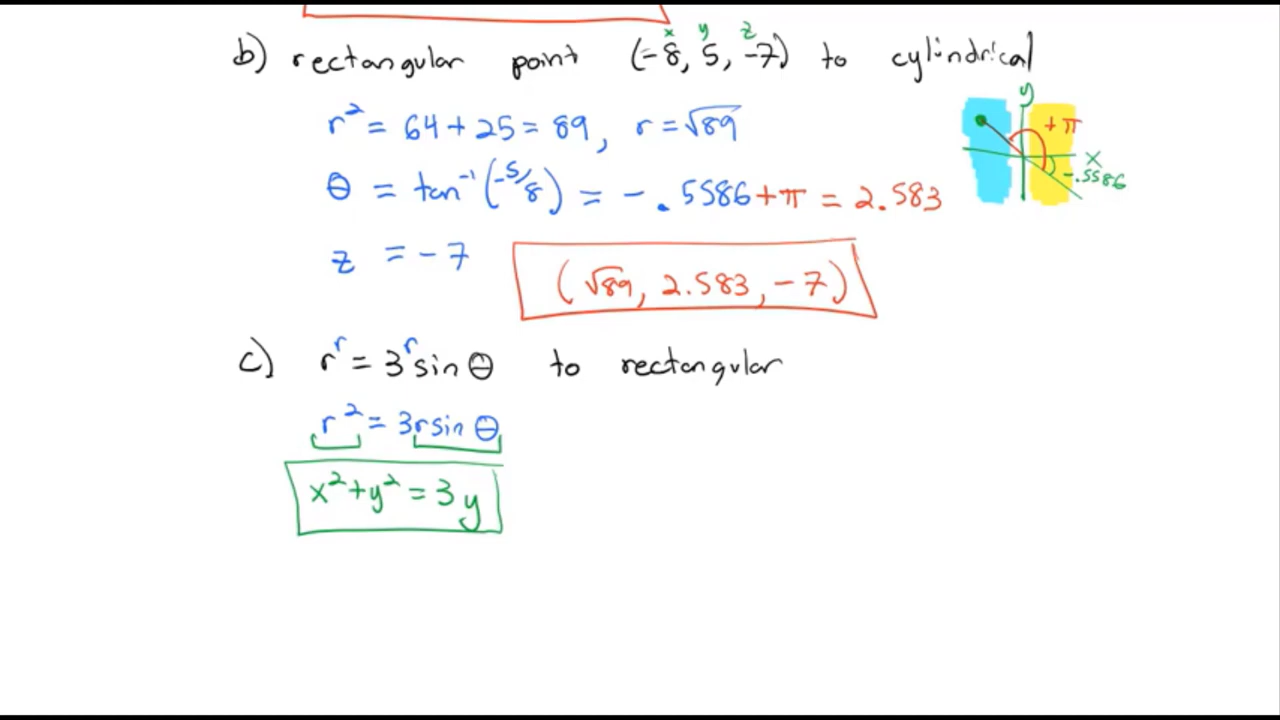 x y z
b) rectangular point (-8, 5, -7) to cylindrical
y
r² = 64 + 25 = 89, r = √89
+π
x
-.5586
θ = tan⁻¹(-5/8) = -.5586 + π = 2.583
z = -7
(√89, 2.583, -7)
r r
c) r = 3 sin θ to rectangular
r² = 3r sin θ
x² + y² = 3y